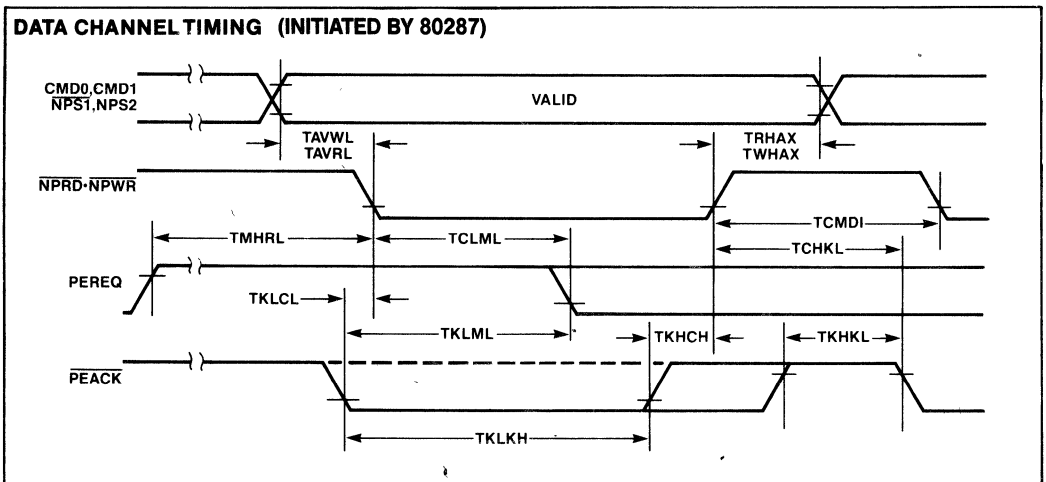 DATA CHANNEL TIMING (INITIATED BY 80287)
CMD0,CMD1
NPS1,NPS2
VALID
TAVWL
TAVRL
TRHAX
TWHAX
NPRD·NPWR
TCMDI
TMHRL
TCLML
TCHKL
PEREQ
TKLCL
TKLML
TKHCH
TKHKL
PEACK
TKLKH